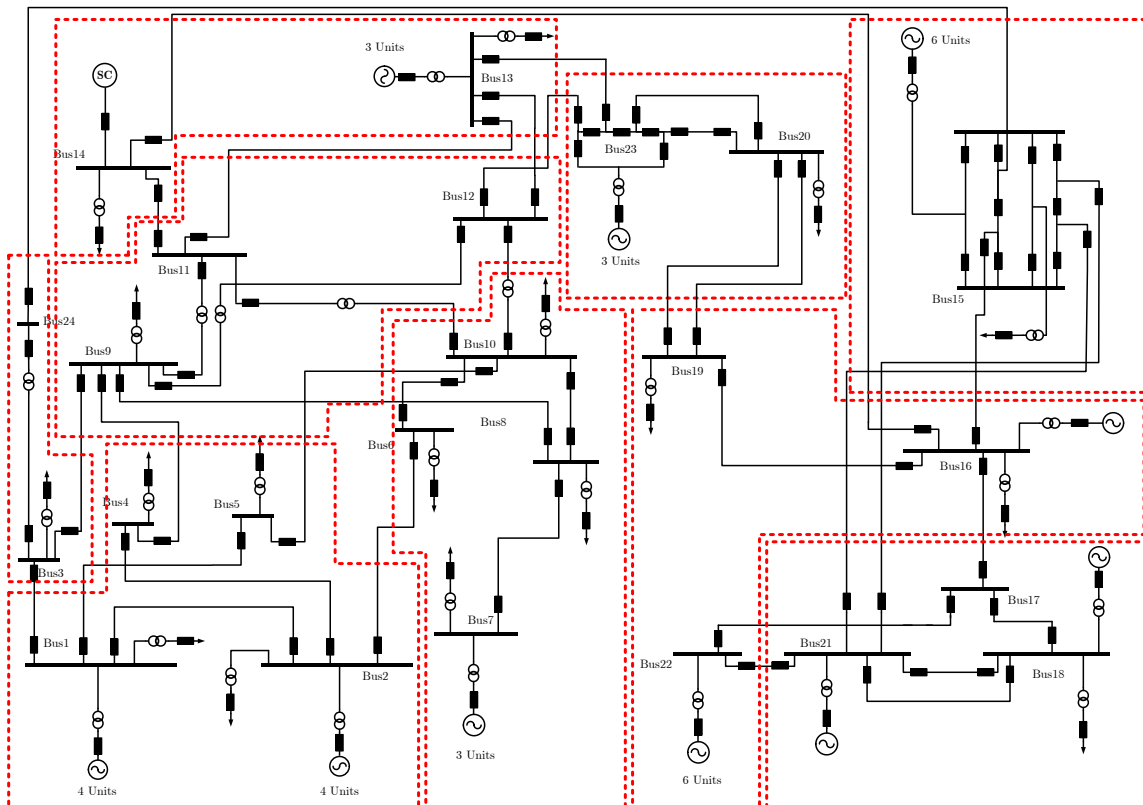 3 Units
6 Units
SC
Bus13
Bus14
Bus20
Bus23
Bus12
3 Units
Bus11
Bus15
Bus24
Bus9
Bus10
Bus19
Bus8
Bus6
Bus16
Bus4
Bus5
Bus3
Bus17
Bus7
Bus1
Bus21
Bus22
Bus18
Bus2
3 Units
6 Units
4 Units
4 Units